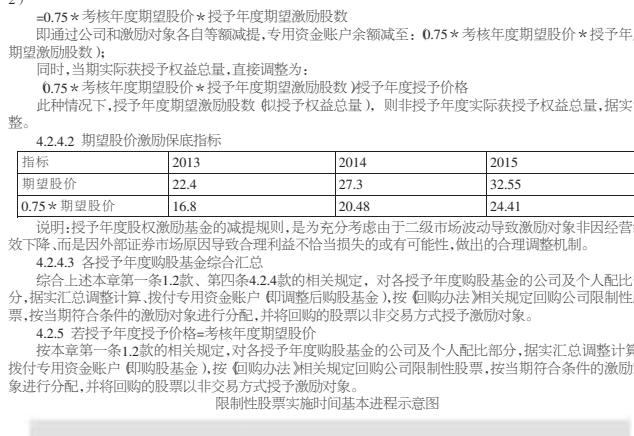 =0.75＊考核年度期望股价＊授予年度期望激励股数
即通过公司和激励对象各自等额减提,专用资金账户余额减至: (0.75＊考核年度期望股价＊授予年
期望激励股数);
同时,当期实际获授予权益总量,直接调整为:
(0.75＊考核年度期望股价＊授予年度期望激励股数)/授予年度授予价格
此种情况下,授予年度期望激励股数 (拟授予权益总量), 则非授予年度实际获授予权益总量,据实
整。
4.2.4.2 期望股价激励保底指标
指标 2013 2014 2015
期望股价 22.4 27.3 32.55
0.75＊期望股价 16.8 20.48 24.41
说明:授予年度股权激励基金的减提规则,是为充分考虑由于二级市场波动导致激励对象非因经营
效下降、而是因外部证券市场原因导致合理利益不恰当损失的或有可能性,做出的合理调整机制。
4.2.4.3 各授予年度购股基金综合汇总
综合上述本章第一条1.2款、第四条4.2.4款的相关规定, 对各授予年度购股基金的公司及个人配比
分,据实汇总调整计算、拨付专用资金账户 (即调整后购股基金),按《回购办法》相关规定回购公司限制性
票,按当期符合条件的激励对象进行分配,并将回购的股票以非交易方式授予激励对象。
4.2.5 若授予年度授予价格=考核年度期望股价
按本章第一条1.2款的相关规定,对各授予年度购股基金的公司及个人配比部分,据实汇总调整计算
拨付专用资金账户 (即购股基金),按《回购办法》相关规定回购公司限制性股票,按当期符合条件的激励
象进行分配,并将回购的股票以非交易方式授予激励对象。
限制性股票实施时间基本进程示意图